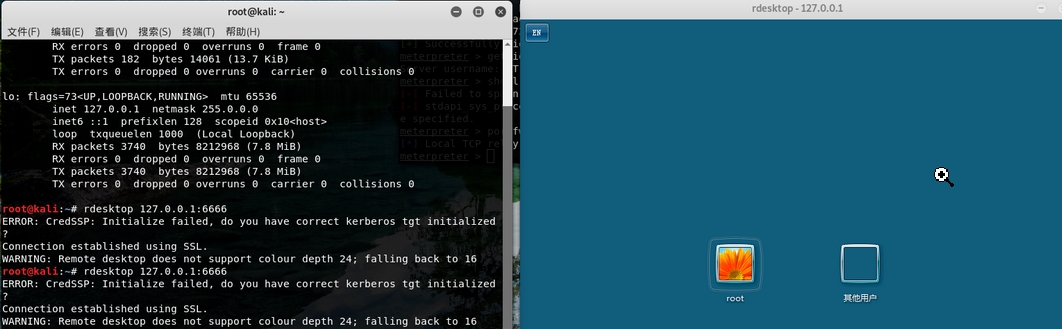 root@kali: ~
文件(F) 编辑(E) 查看(V) 搜索(S) 终端(T) 帮助(H)
RX errors 0 dropped 0 overruns 0 frame 0
TX packets 182 bytes 14061 (13.7 KiB)
TX errors 0 dropped 0 overruns 0 carrier 0 collisions 0
lo: flags=73<UP,LOOPBACK,RUNNING> mtu 65536
inet 127.0.0.1 netmask 255.0.0.0
inet6 ::1 prefixlen 128 scopeid 0x10<host>
loop txqueuelen 1000 (Local Loopback)
RX packets 3740 bytes 8212968 (7.8 MiB)
RX errors 0 dropped 0 overruns 0 frame 0
TX packets 3740 bytes 8212968 (7.8 MiB)
TX errors 0 dropped 0 overruns 0 carrier 0 collisions 0
root@kali:~# rdesktop 127.0.0.1:6666
ERROR: CredSSP: Initialize failed, do you have correct kerberos tgt initialized
?
Connection established using SSL.
WARNING: Remote desktop does not support colour depth 24; falling back to 16
root@kali:~# rdesktop 127.0.0.1:6666
ERROR: CredSSP: Initialize failed, do you have correct kerberos tgt initialized
?
Connection established using SSL.
WARNING: Remote desktop does not support colour depth 24; falling back to 16
[*] Successfully
meterpreter > ge
username:
meterpreter > sh
Failed to sp
stdapi sys p
e specified.
meterpreter > po
[*] Local TCP re
meterpreter >
rdesktop - 127.0.0.1
EN
root
其他用户